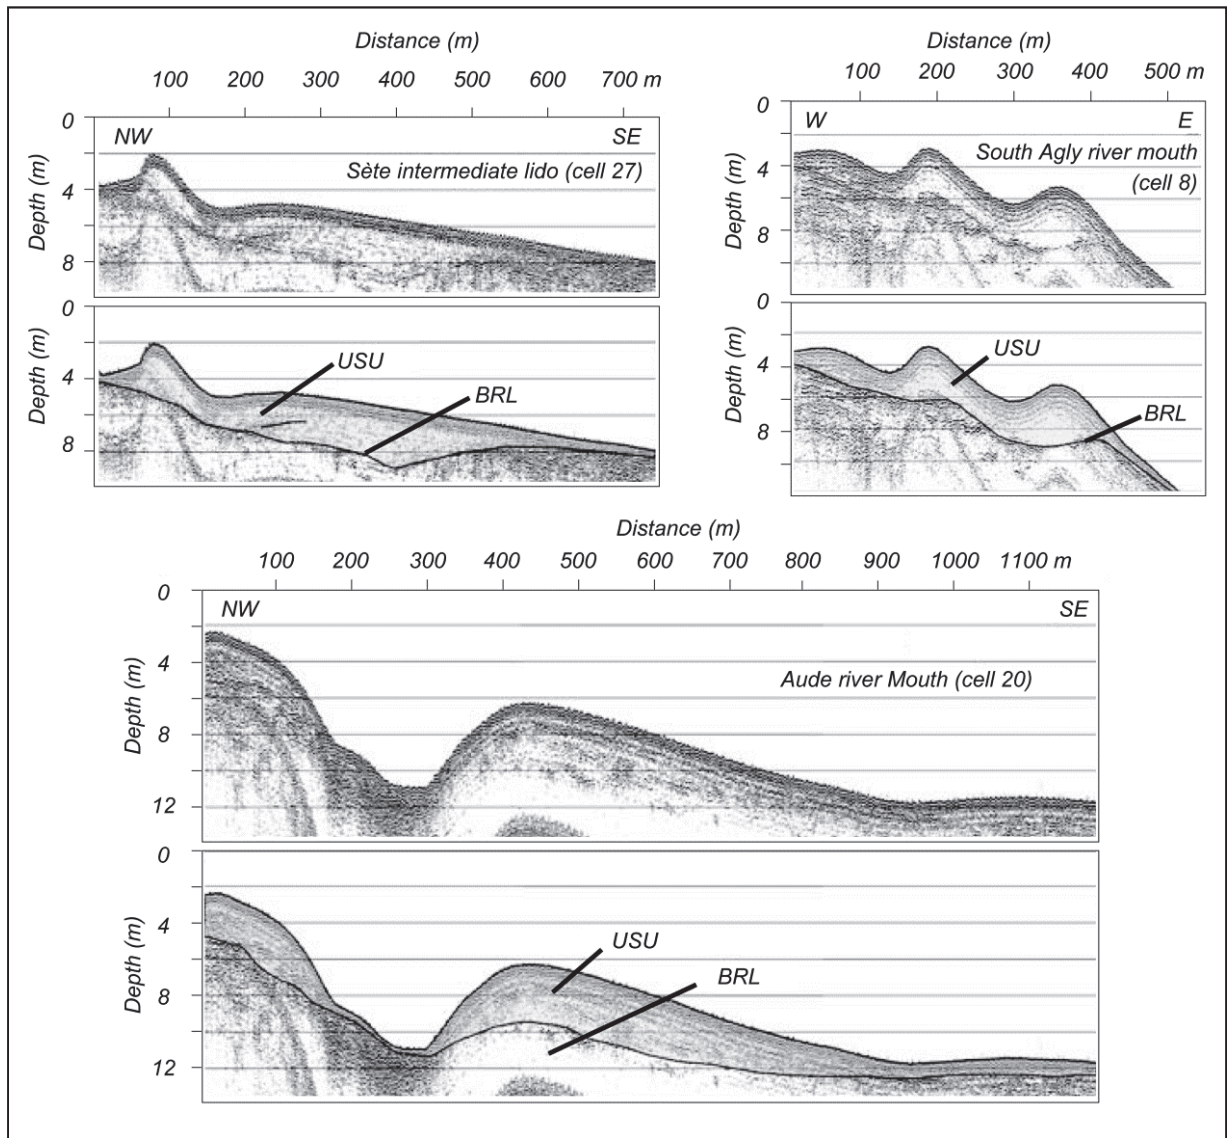 Distance (m)
100 200 300 400 500 600 700 m
0
NW SE
Sète intermediate lido (cell 27)
4
8
Depth (m)
0
4
8
Depth (m)
USU
BRL
Distance (m)
100 200 300 400 500 m
0
W E
South Agly river mouth
(cell 8)
4
8
Depth (m)
0
4
8
Depth (m)
USU
BRL
Distance (m)
100 200 300 400 500 600 700 800 900 1000 1100 m
0
NW SE
Aude river Mouth (cell 20)
4
8
12
Depth (m)
0
4
8
12
Depth (m)
USU
BRL